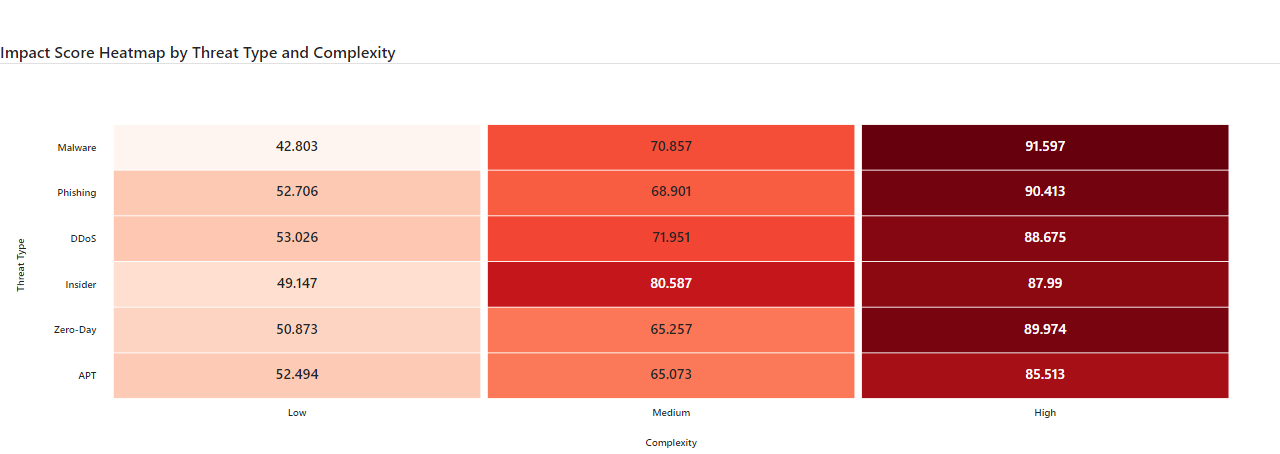 Impact Score Heatmap by Threat Type and Complexity
Threat Type
Malware 42.803 70.857 91.597
Phishing 52.706 68.901 90.413
DDoS 53.026 71.951 88.675
Insider 49.147 80.587 87.99
Zero-Day 50.873 65.257 89.974
APT 52.494 65.073 85.513
Low Medium High
Complexity